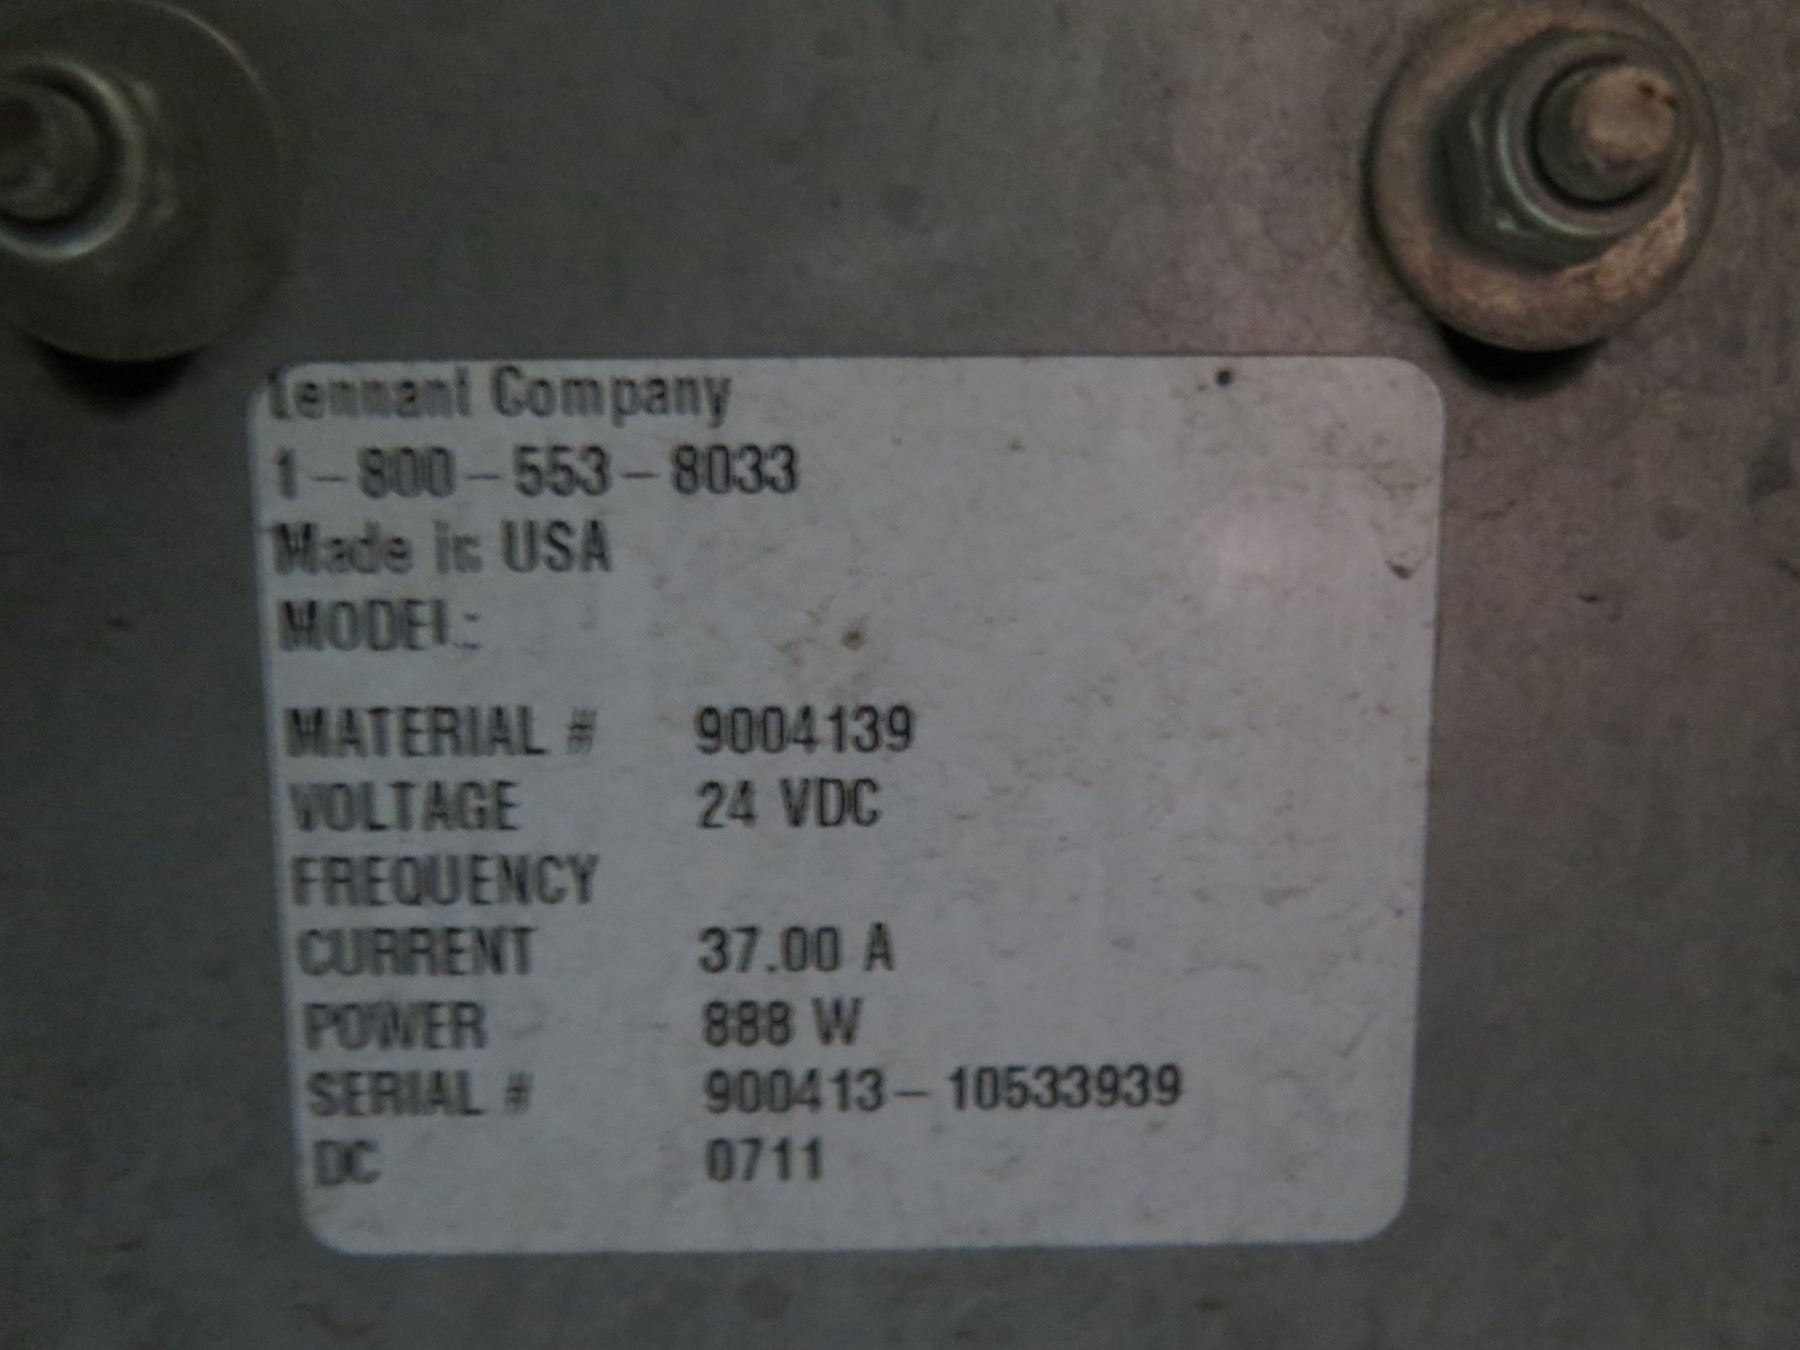 Tennant Company
1-800-553-8033
Made in USA
MODEL:
MATERIAL # 9004139
VOLTAGE 24 VDC
FREQUENCY
CURRENT 37.00 A
POWER 888 W
SERIAL # 900413-10533939
DC 0711